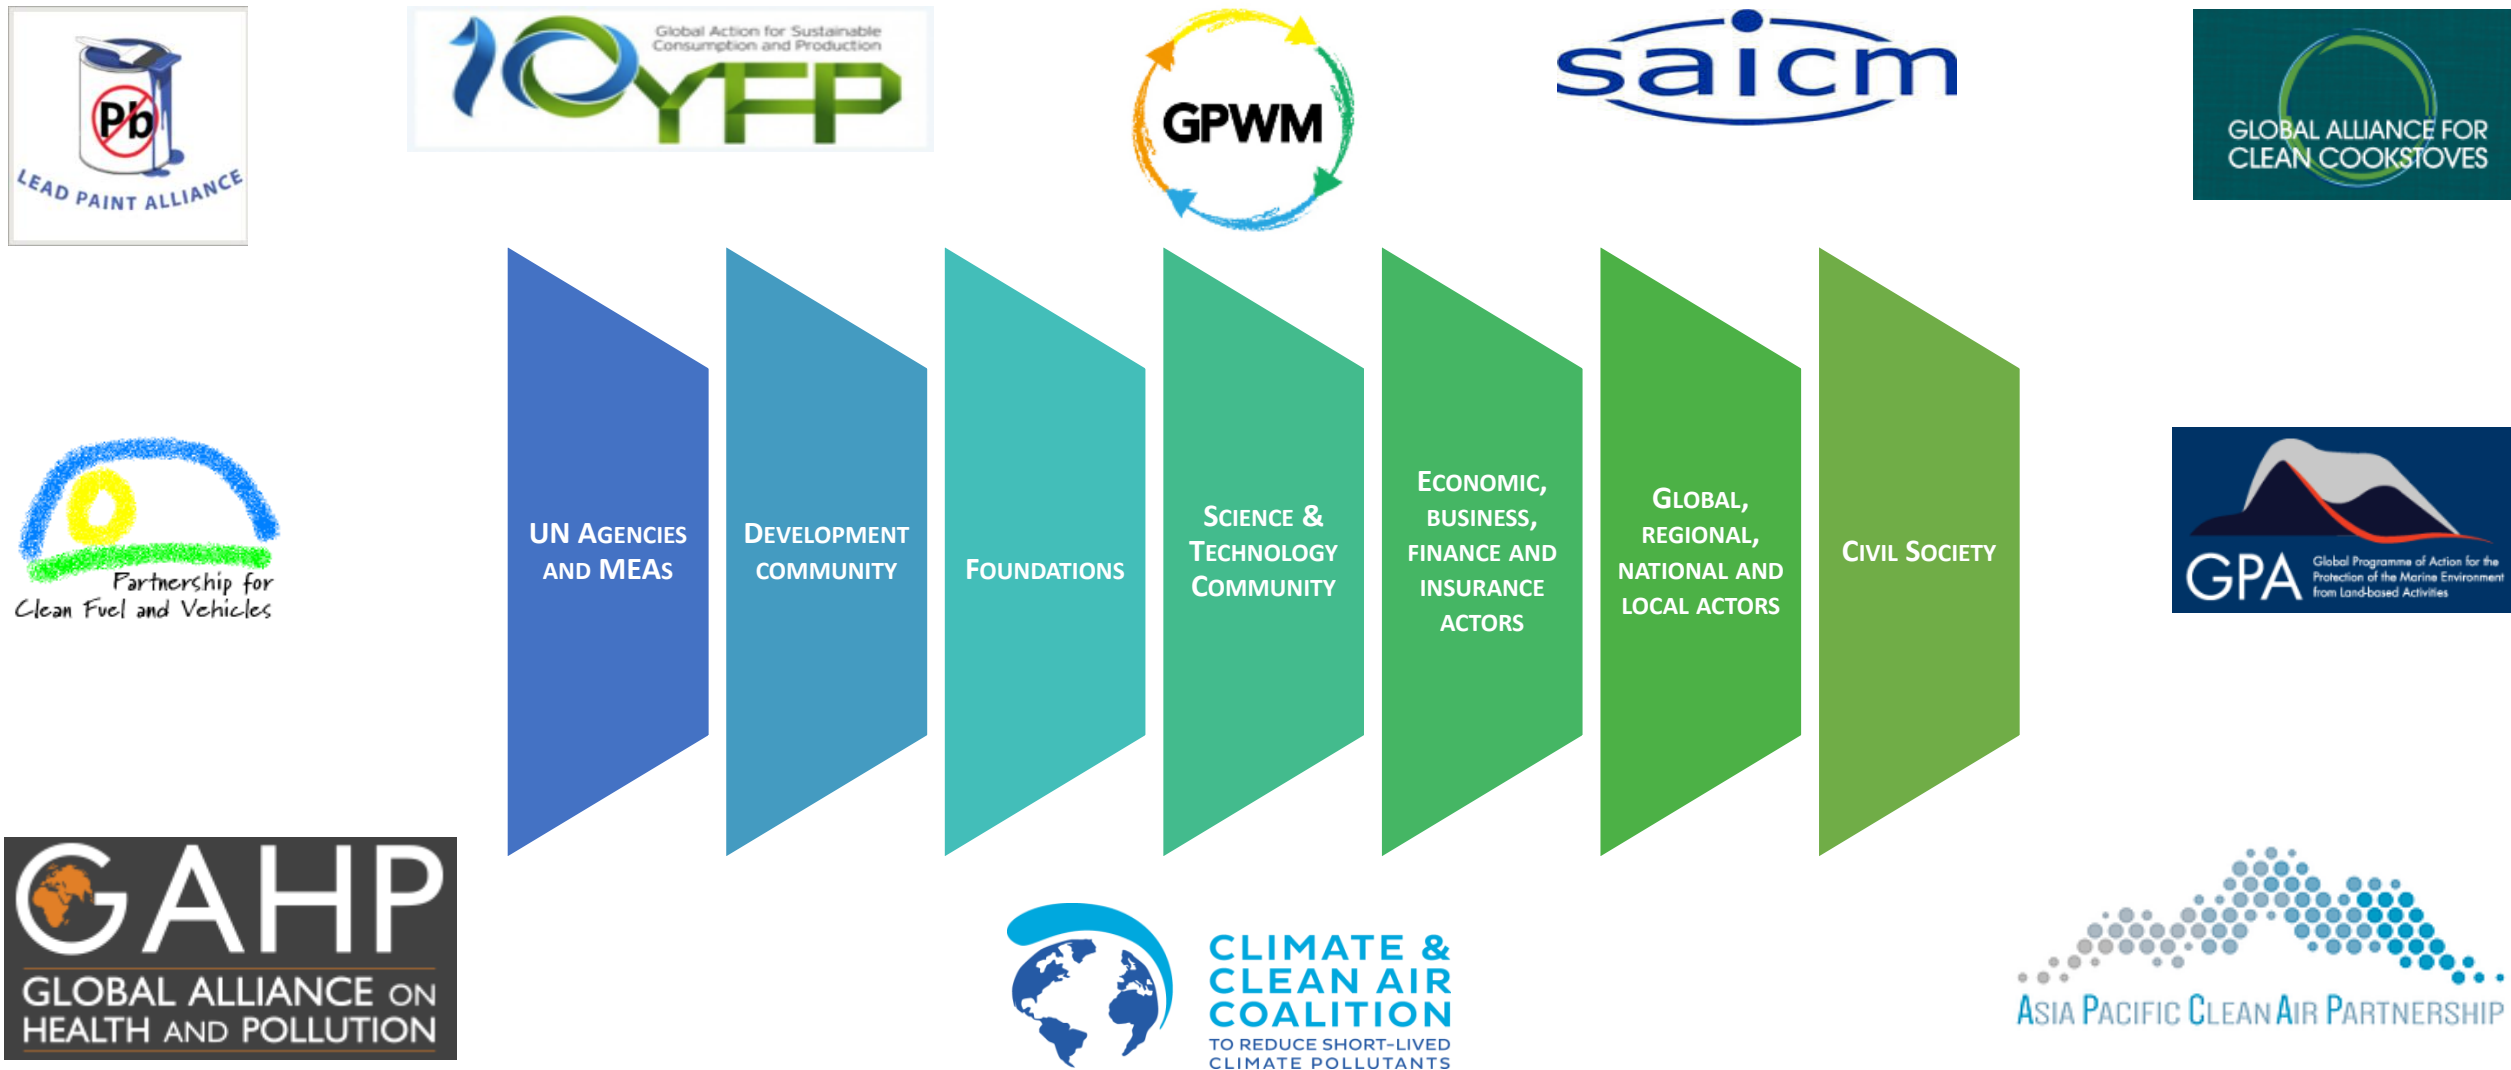 Pb
LEAD PAINT ALLIANCE
10YFP
Global Action for Sustainable
Consumption and Production
GPWM
saicm
GLOBAL ALLIANCE FOR
CLEAN COOKSTOVES
Partnership for
Clean Fuel and Vehicles
UN AGENCIES
AND MEAS
DEVELOPMENT
COMMUNITY
FOUNDATIONS
SCIENCE &
TECHNOLOGY
COMMUNITY
ECONOMIC,
BUSINESS,
FINANCE AND
INSURANCE
ACTORS
GLOBAL,
REGIONAL,
NATIONAL AND
LOCAL ACTORS
CIVIL SOCIETY
GPA
Global Programme of Action for the
Protection of the Marine Environment
from Land-based Activities
GAHP
GLOBAL ALLIANCE ON
HEALTH AND POLLUTION
CLIMATE &
CLEAN AIR
COALITION
TO REDUCE SHORT-LIVED
CLIMATE POLLUTANTS
ASIA PACIFIC CLEAN AIR PARTNERSHIP